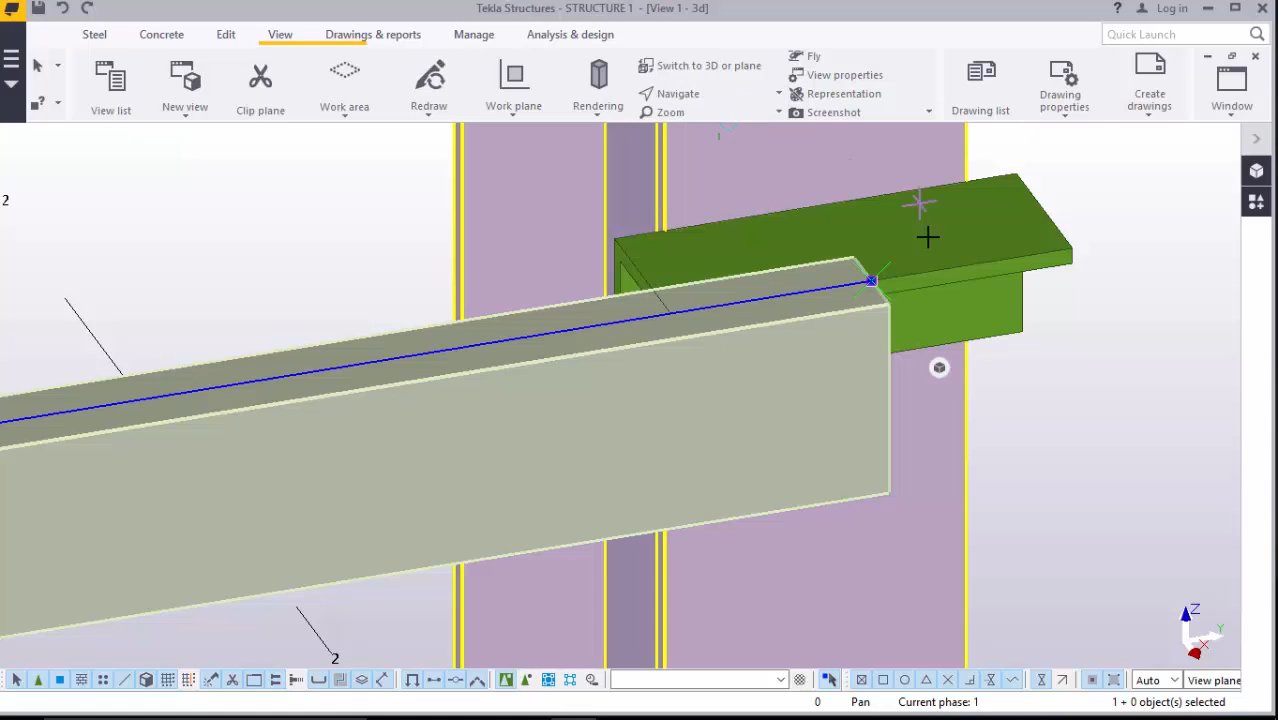 Tekla Structures - STRUCTURE 1 - [View 1 - 3d]
? Log in
Steel Concrete Edit View Drawings & reports Manage Analysis & design
Quick Launch
View list
New view
Clip plane
Work area
Redraw
Work plane
Rendering
Switch to 3D or plane
Navigate
Zoom
Fly
View properties
Representation
Screenshot
Drawing list
Drawing properties
Create drawings
Window
2
2
Z
Y
X
Auto
View plane
0 Pan Current phase: 1 1 + 0 object(s) selected